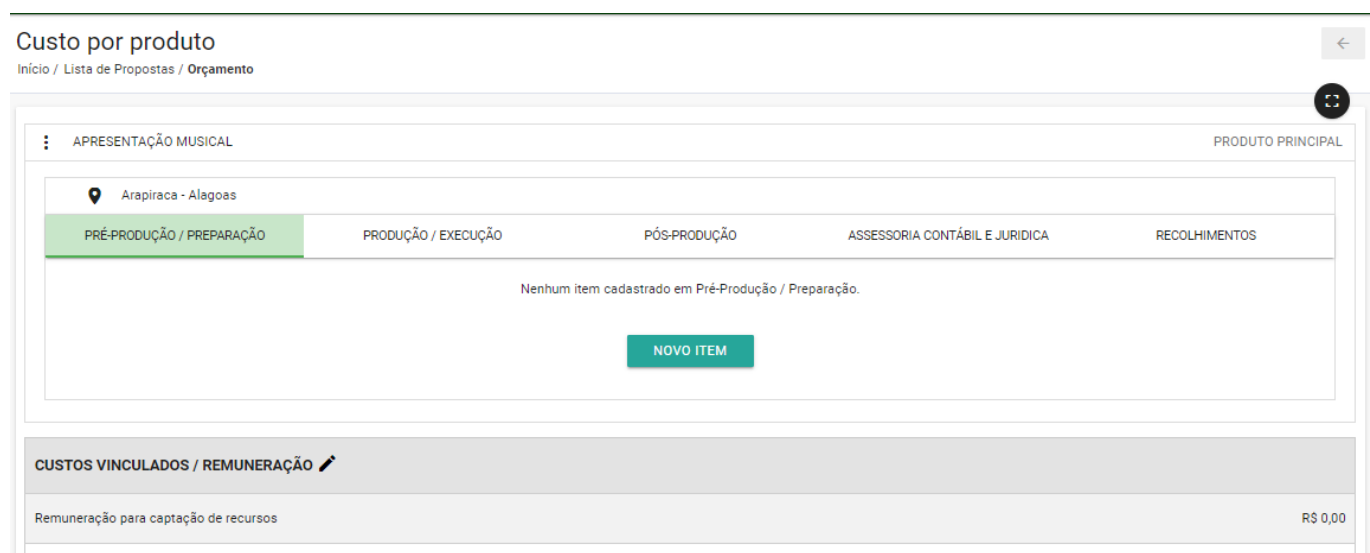 Custo por produto
Início / Lista de Propostas / Orçamento
APRESENTAÇÃO MUSICAL PRODUTO PRINCIPAL
Arapiraca - Alagoas
PRÉ-PRODUÇÃO / PREPARAÇÃO PRODUÇÃO / EXECUÇÃO PÓS-PRODUÇÃO ASSESSORIA CONTÁBIL E JURIDICA RECOLHIMENTOS
Nenhum item cadastrado em Pré-Produção / Preparação.
NOVO ITEM
CUSTOS VINCULADOS / REMUNERAÇÃO
Remuneração para captação de recursos R$ 0,00